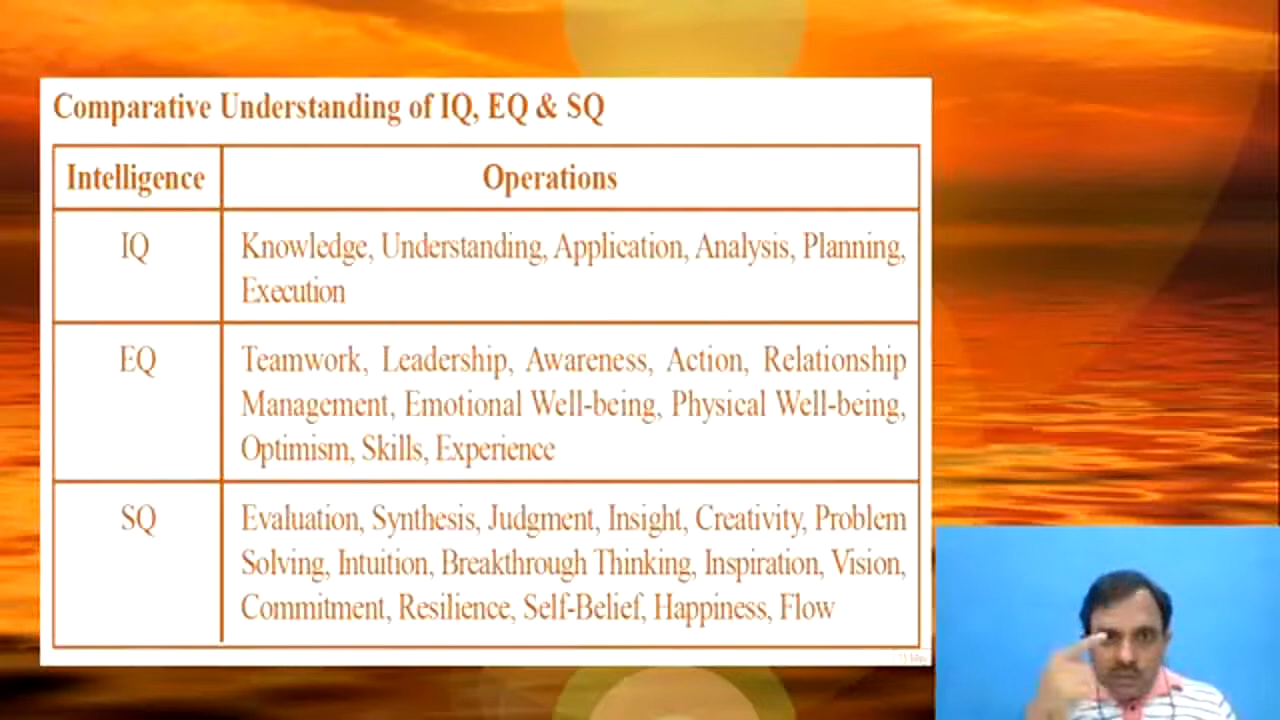 Comparative Understanding of IQ, EQ & SQ
Intelligence Operations
IQ Knowledge, Understanding, Application, Analysis, Planning,
Execution
EQ Teamwork, Leadership, Awareness, Action, Relationship
Management, Emotional Well-being, Physical Well-being,
Optimism, Skills, Experience
SQ Evaluation, Synthesis, Judgment, Insight, Creativity, Problem
Solving, Intuition, Breakthrough Thinking, Inspiration, Vision,
Commitment, Resilience, Self-Belief, Happiness, Flow